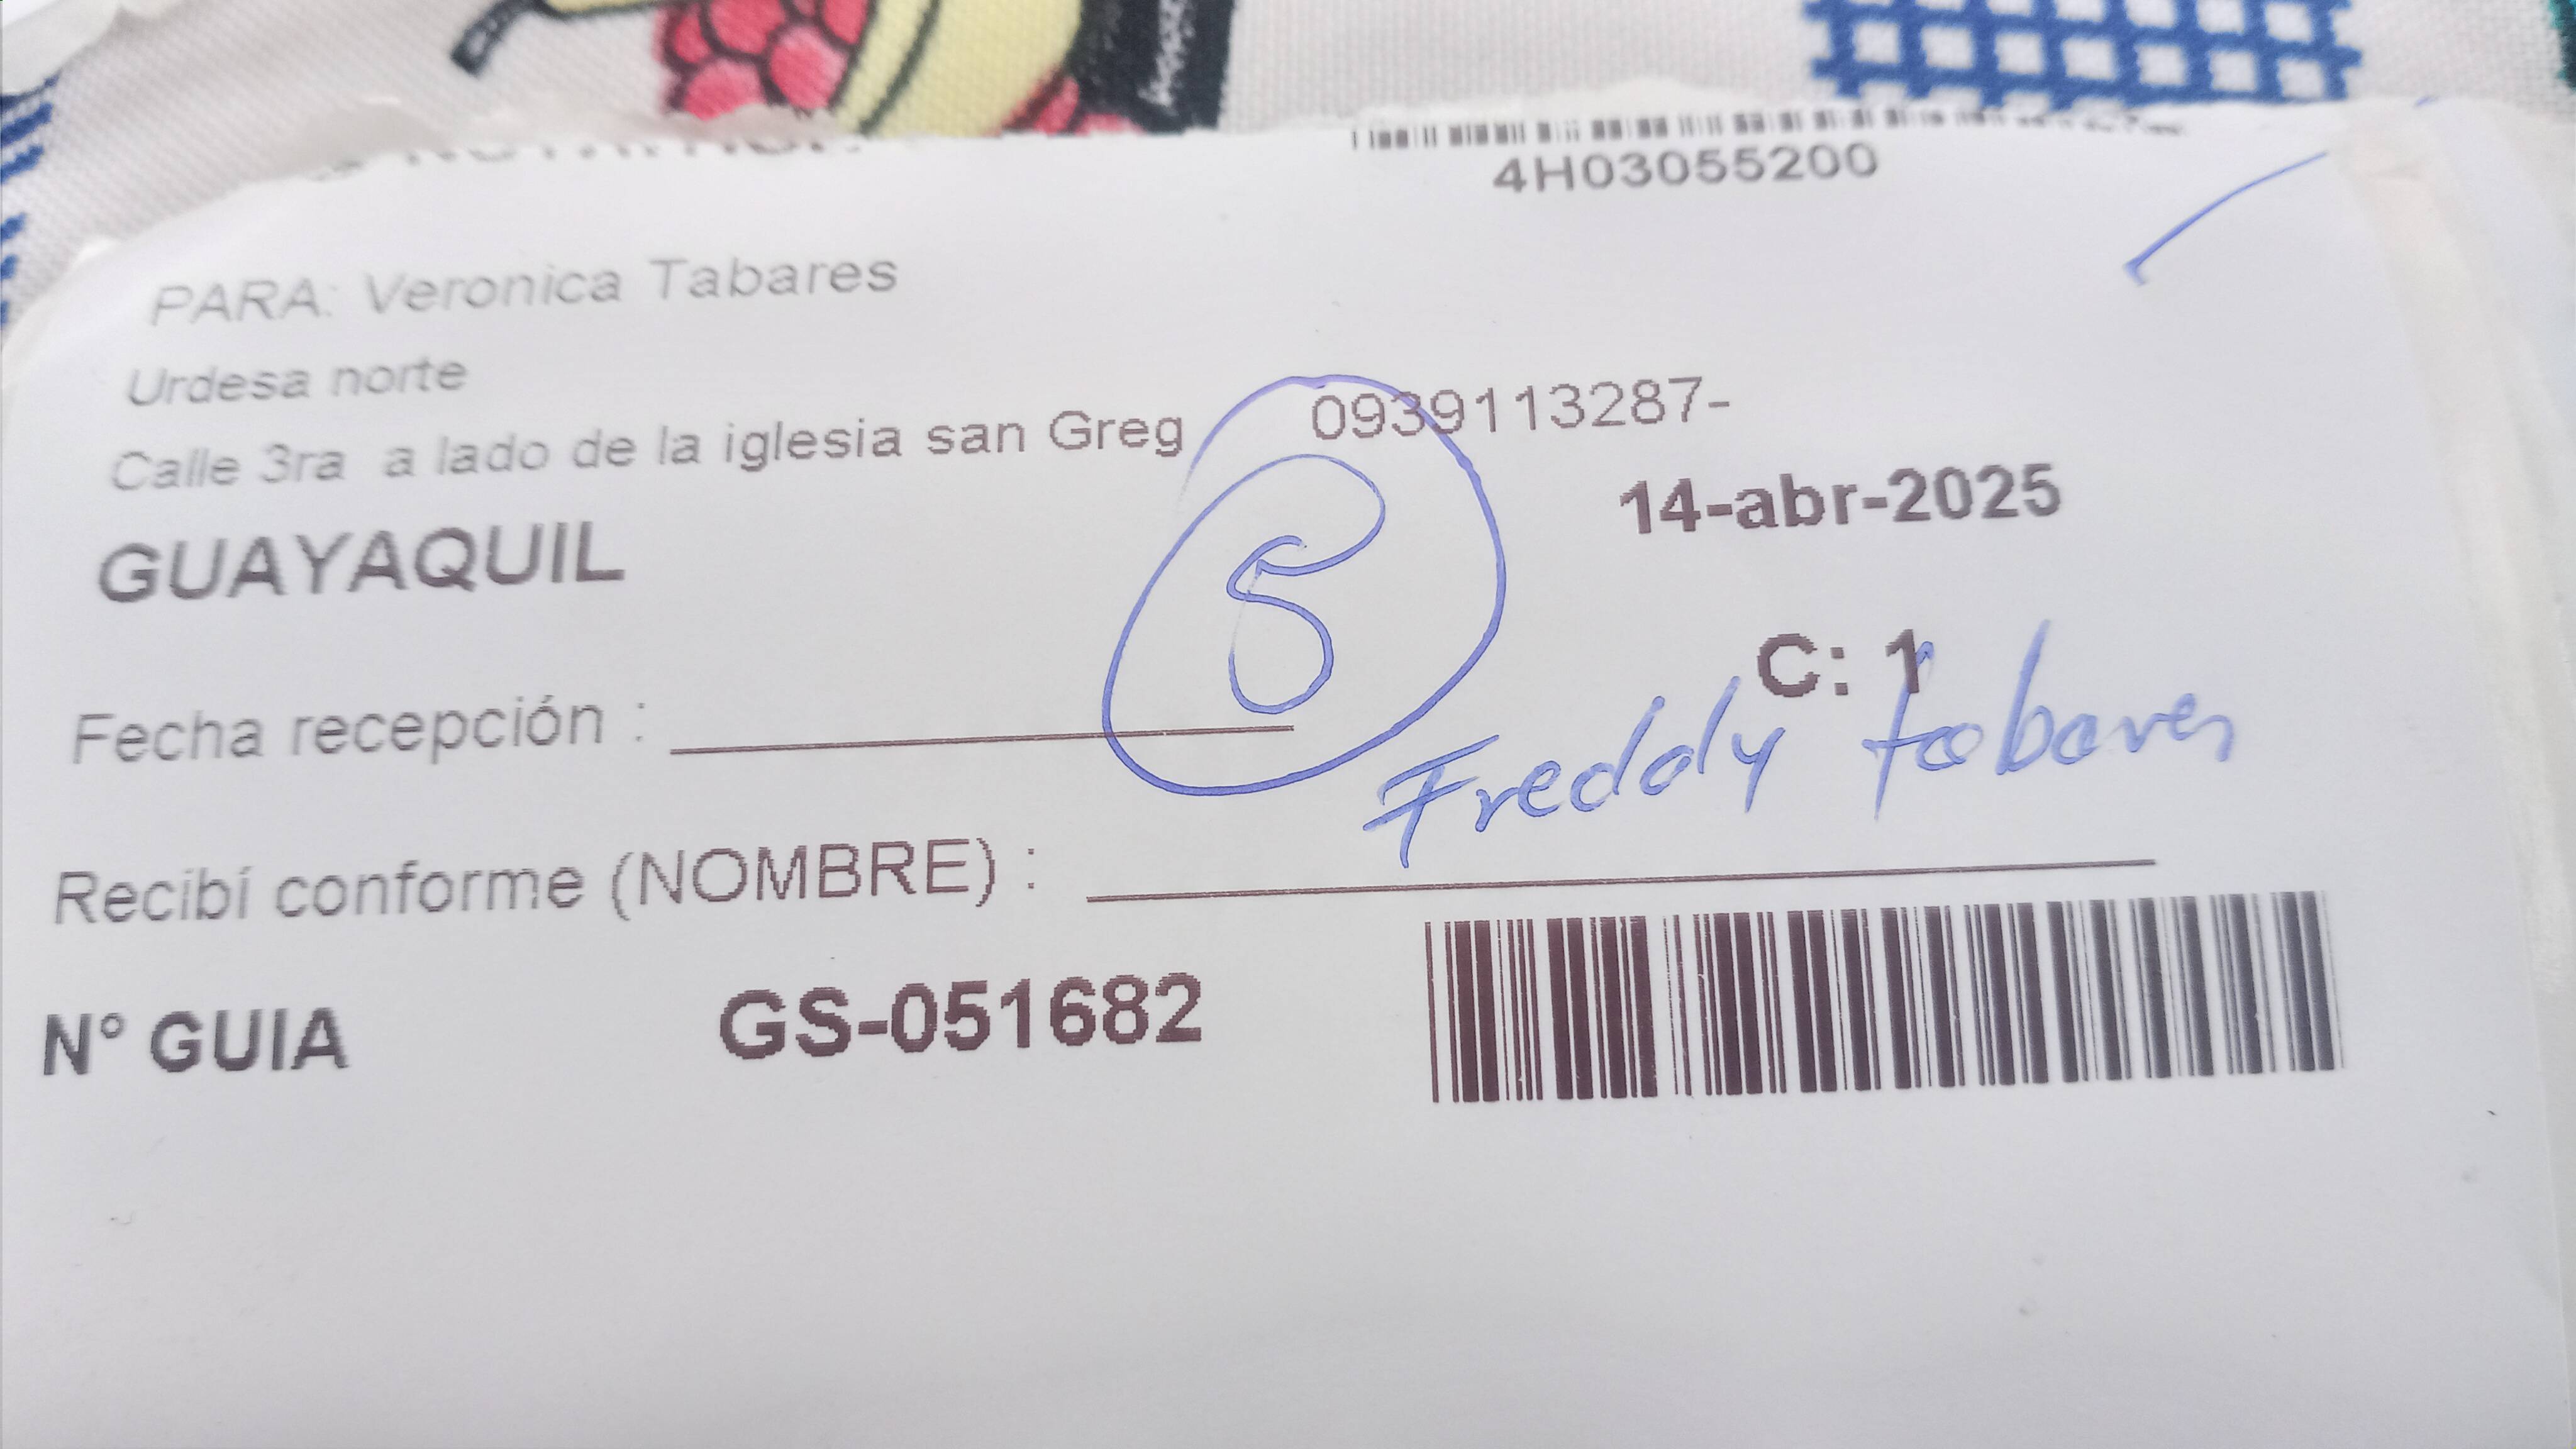 4H03055200
PARA: Veronica Tabares
Urdesa norte
Calle 3ra a lado de la iglesia san Greg 0939113287-
GUAYAQUIL 14-abr-2025
C: 1
Fecha recepción :
Freddy tabares
Recibí conforme (NOMBRE) :
N° GUIA GS-051682